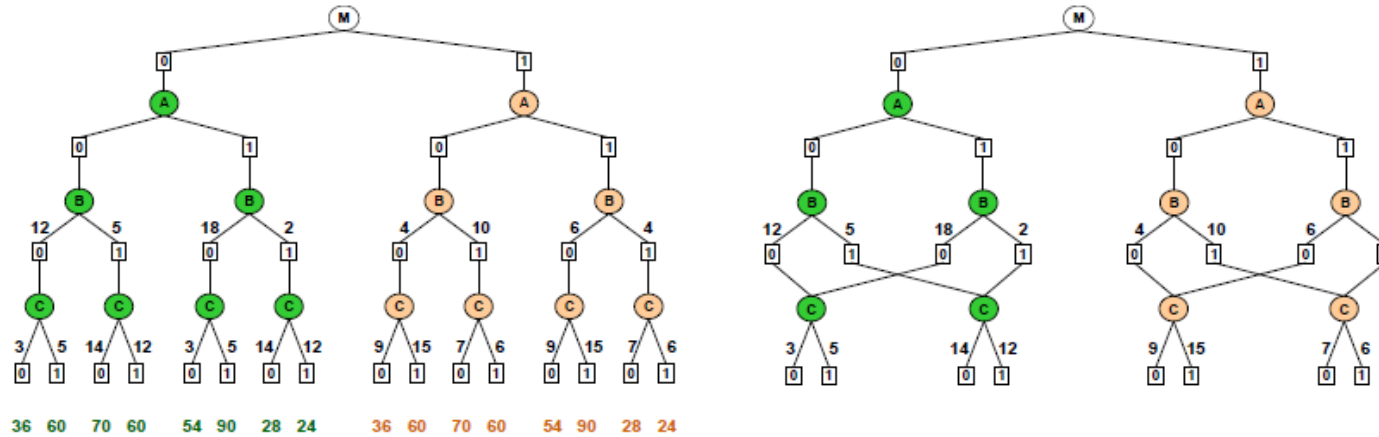 M M
0 1 0 1
A A A A
0 1 0 1 0 1 0 1
B B B B B B B B
12 5 18 2 4 10 6 4 12 5 18 2 4 10 6
0 1 0 1 0 1 0 1 0 1 0 1 0 1 0
C C C C C C C C C C C C
3 5 14 12 3 5 14 12 9 15 7 6 9 15 7 6 3 5 14 12 9 15 7 6
0 1 0 1 0 1 0 1 0 1 0 1 0 1 0 1 0 1 0 1 0 1 0 1
36 60 70 60 54 90 28 24 36 60 70 60 54 90 28 24